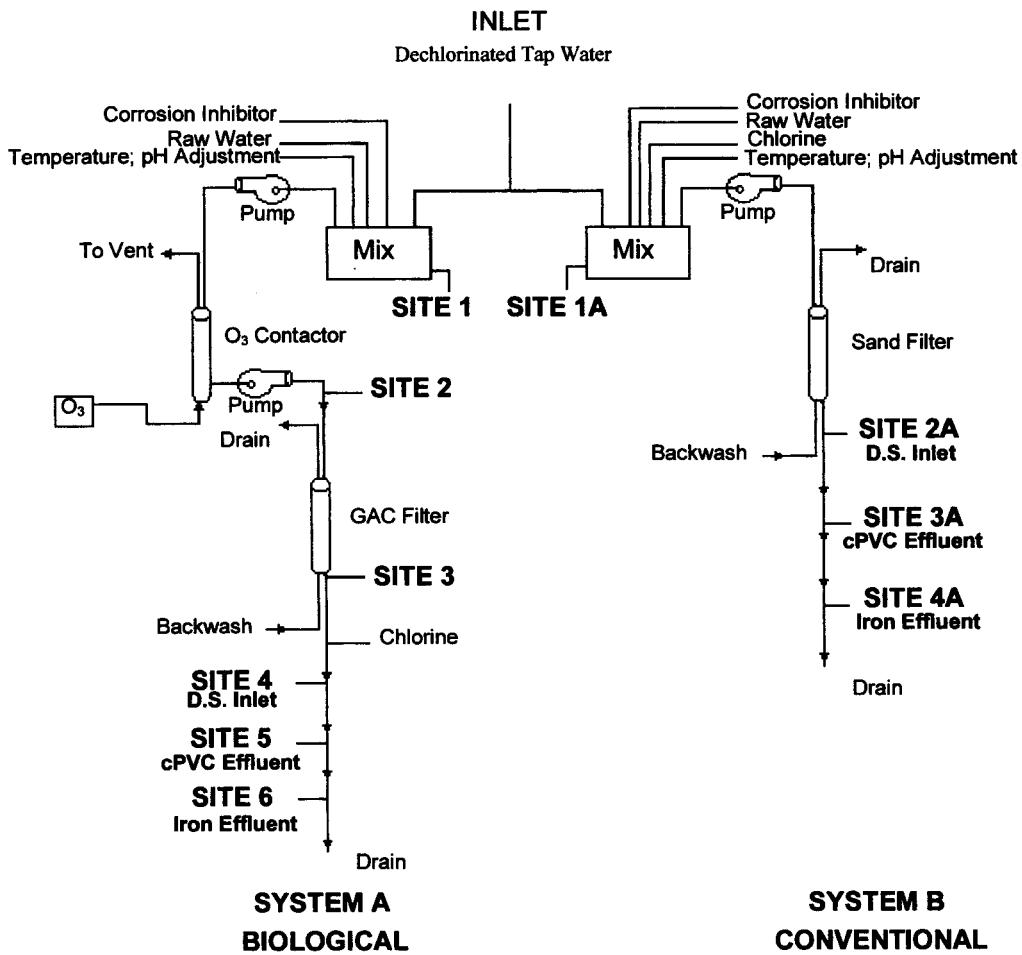 INLET
Dechlorinated Tap Water
Corrosion Inhibitor
Raw Water
Temperature; pH Adjustment
Pump
Mix
SITE 1
To Vent
O₃ Contactor
O₃
Pump
SITE 2
Drain
GAC Filter
SITE 3
Backwash
Chlorine
SITE 4
D.S. Inlet
SITE 5
cPVC Effluent
SITE 6
Iron Effluent
Drain
SYSTEM A
BIOLOGICAL
Corrosion Inhibitor
Raw Water
Chlorine
Temperature; pH Adjustment
Pump
Mix
SITE 1A
Drain
Sand Filter
SITE 2A
D.S. Inlet
Backwash
SITE 3A
cPVC Effluent
SITE 4A
Iron Effluent
Drain
SYSTEM B
CONVENTIONAL